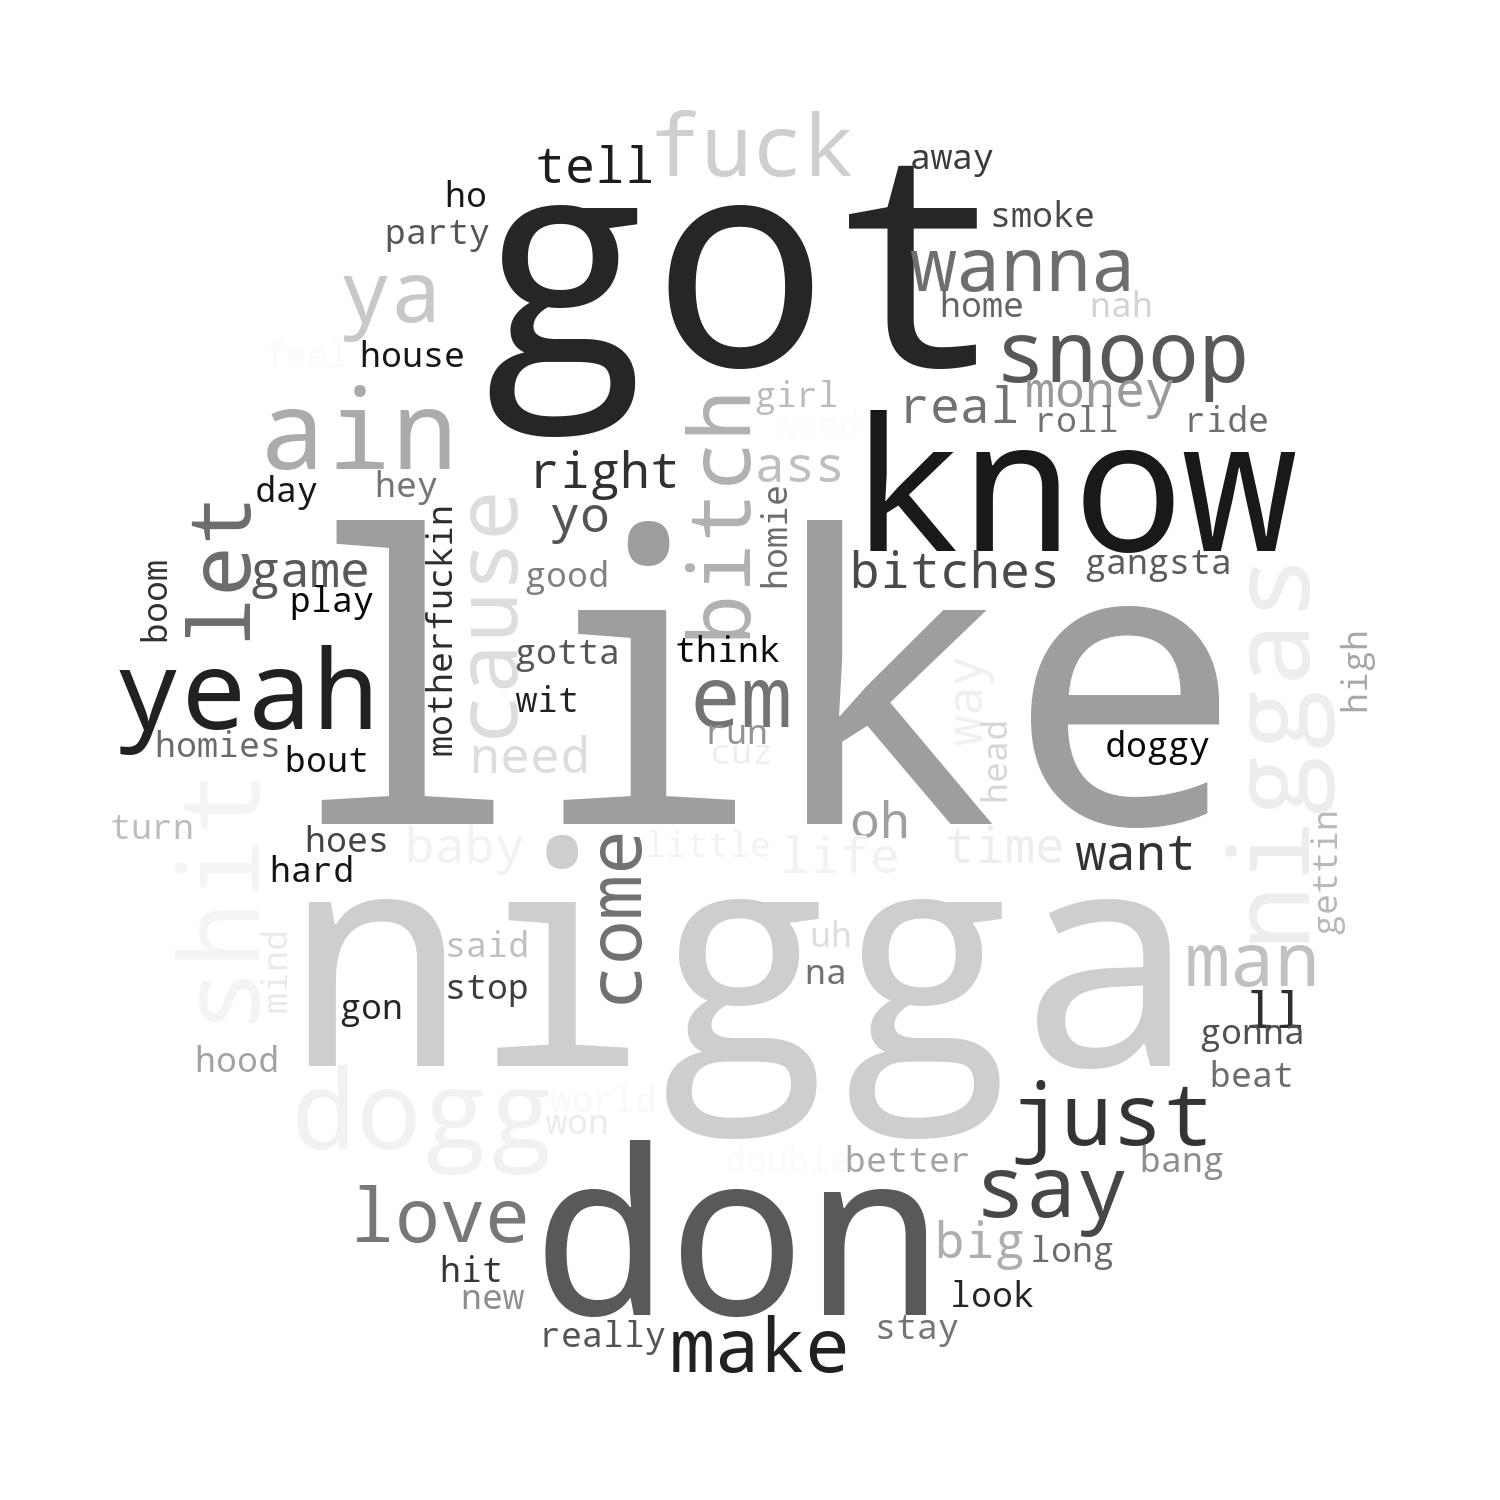 fuck
tell
away
ho
got
smoke
party
wanna
ya
home
nah
feel
house
snoop
money
girl
real
roll
ride
weed
ain
bitch
right
ass
know
day
hey
let
cause
yo
homie
motherfuckin
game
good
bitches
gangsta
play
boom
like
niggas
yeah
gotta
think
high
wit
em
way
homies
bout
need
run
cuz
head
doggy
turn
hoes
baby
come
little
oh
life
time
want
hard
shit
gettin
nigga
mind
said
uh
man
stop
na
gon
ll
gonna
hood
beat
dogg
world
won
just
double
better
bang
love
don
say
big
long
hit
new
look
really
make
stay